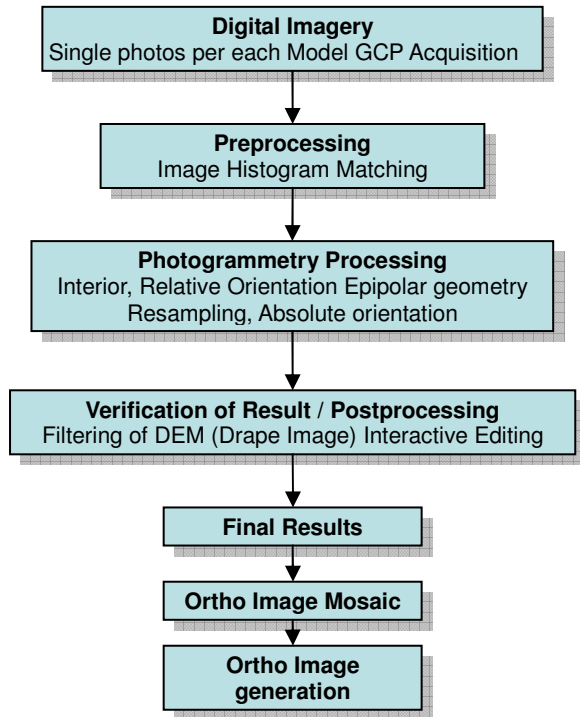 Digital Imagery
Single photos per each Model GCP Acquisition
Preprocessing
Image Histogram Matching
Photogrammetry Processing
Interior, Relative Orientation Epipolar geometry
Resampling, Absolute orientation
Verification of Result / Postprocessing
Filtering of DEM (Drape Image) Interactive Editing
Final Results
Ortho Image Mosaic
Ortho Image
generation